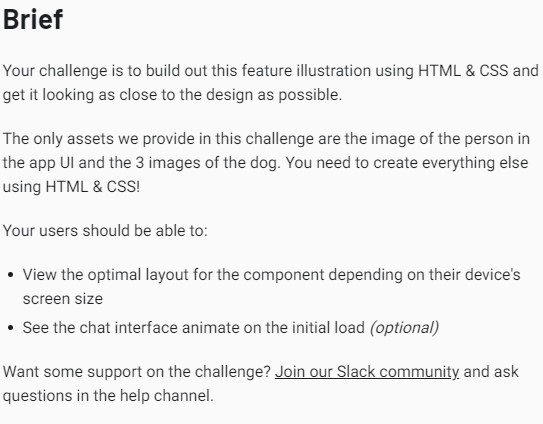 Brief
Your challenge is to build out this feature illustration using HTML & CSS and
get it looking as close to the design as possible.
The only assets we provide in this challenge are the image of the person in
the app UI and the 3 images of the dog. You need to create everything else
using HTML & CSS!
Your users should be able to:
• View the optimal layout for the component depending on their device's
screen size
• See the chat interface animate on the initial load (optional)
Want some support on the challenge? Join our Slack community and ask
questions in the help channel.